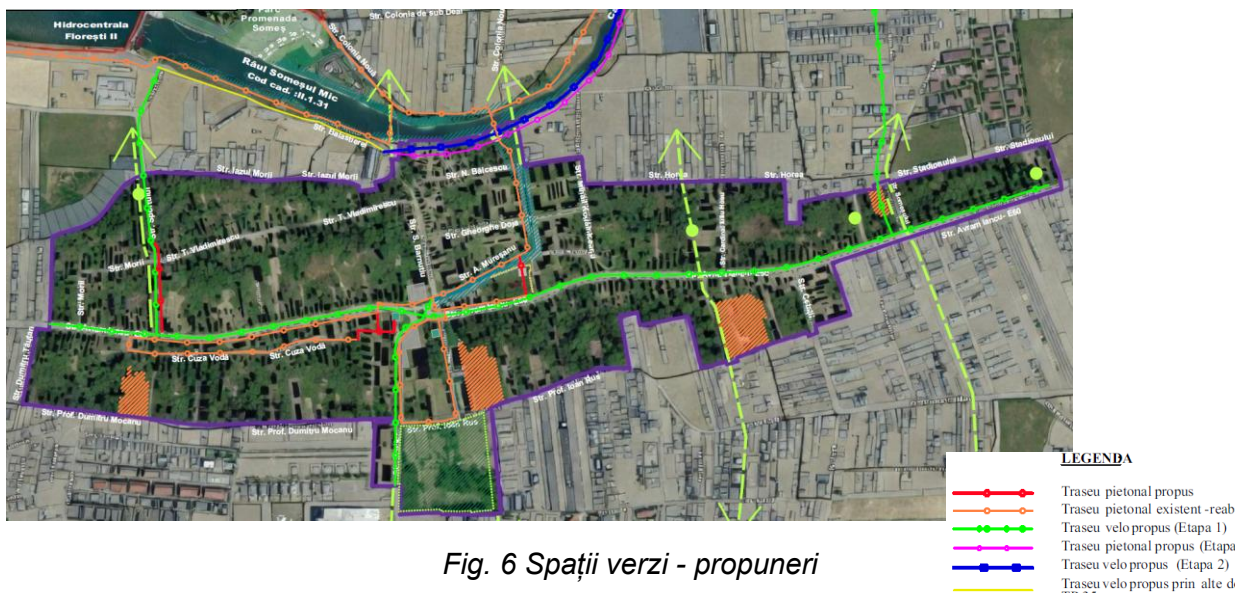 Hidrocentrala
Florești II
Parc
Promenada
Someș
Str. Colonia de sub Deal
Str. Colonia Nouă
Râul Someșul Mic
Cod cad. :II.1.31
Str. Iazul Morii
Str. Iazul Morii
Str. N. Bălcescu
Str. Horea
Str. Horea
Str. Stadionului
Str. Stadionului
Str. T. Vladimirescu
Str. T. Vladimirescu
Str. Gheorghe Doja
Str. A. Mureșanu
Str. S. Bărnuțiu
Str. Morii
Str. Morii
Str. Avram Iancu- E60
Str. Cuza Vodă
Str. Cuza Vodă
Str. Prof. Ioan Rus
Str. Prof. Ioan Rus
Str. Prof. Dumitru Mocanu
Str. Prof. Dumitru Mocanu
LEGENDA
Traseu pietonal propus
Traseu pietonal existent -reab
Traseu velo propus (Etapa 1)
Traseu pietonal propus (Etapa
Traseu velo propus (Etapa 2)
Traseu velo propus prin alte d
Fig. 6 Spații verzi - propuneri